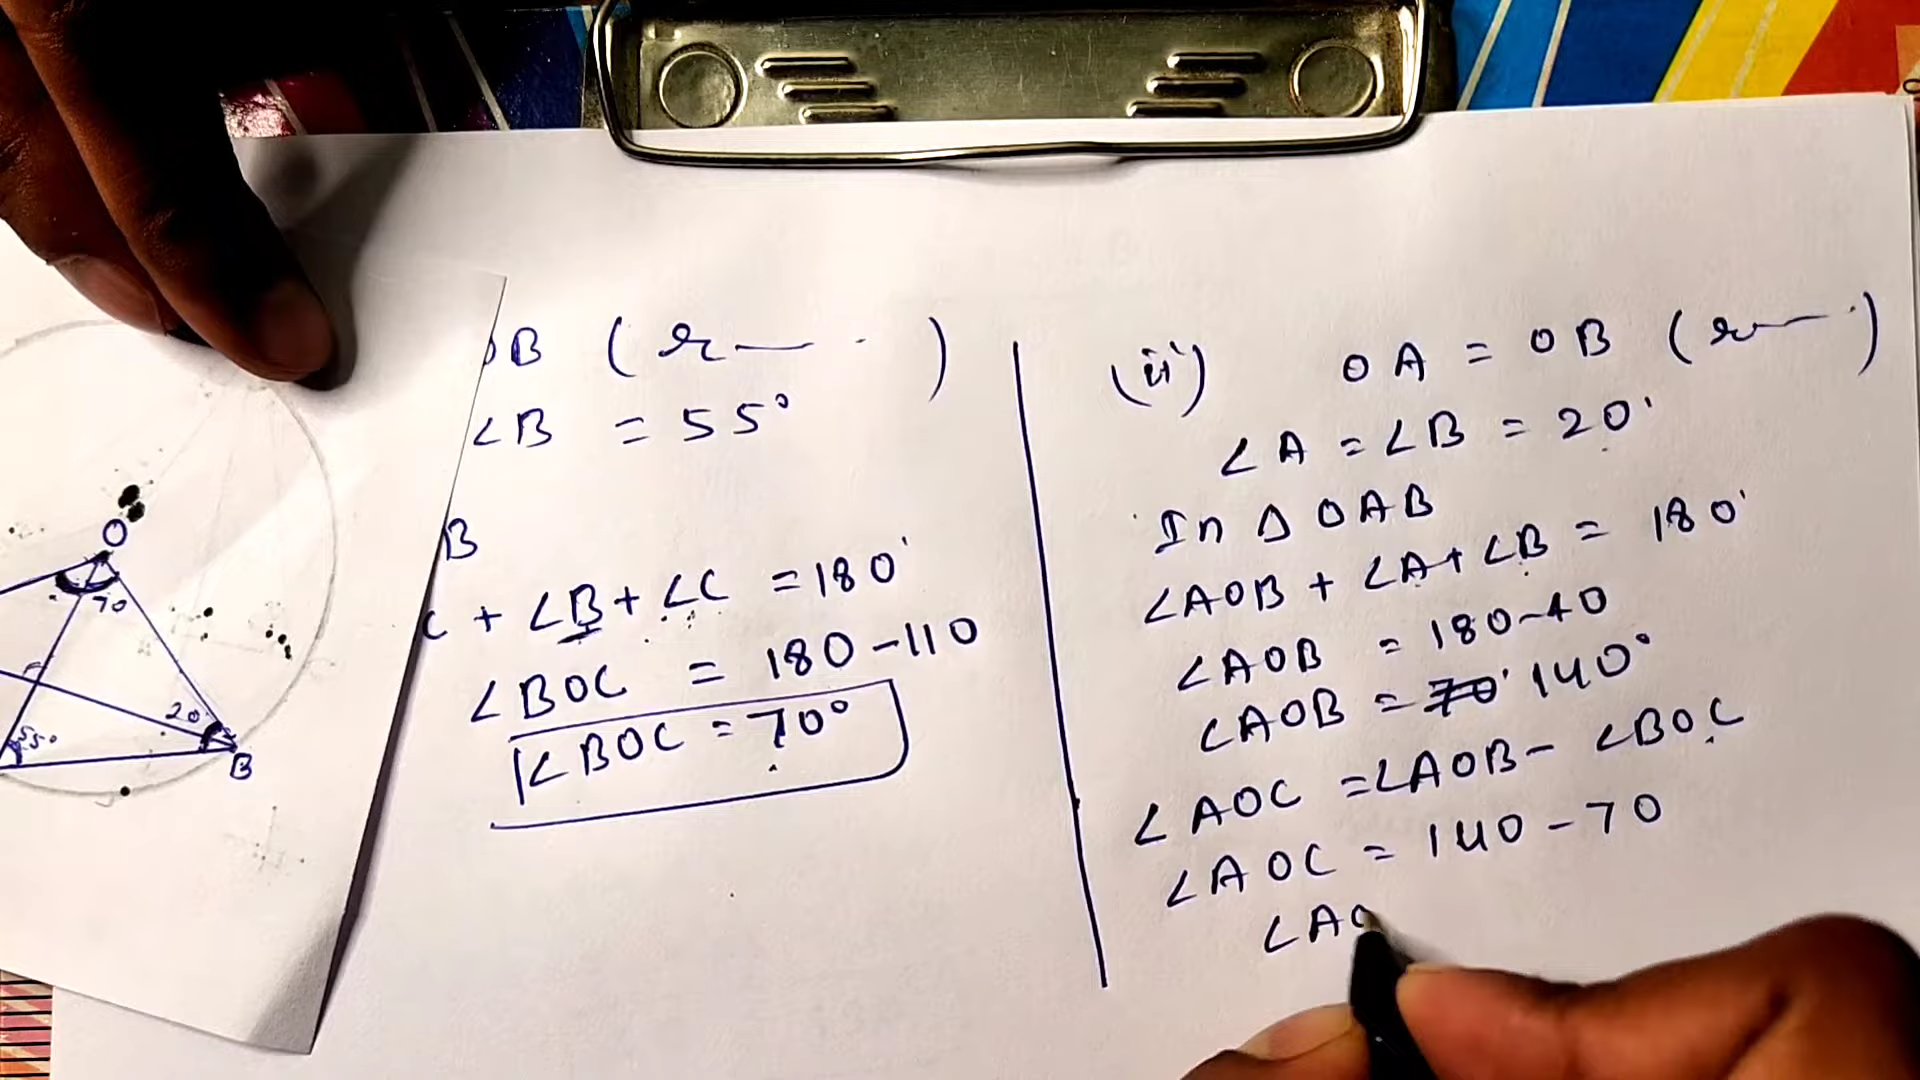 O
70
20°
55°
B
OB ( r — . )
∠B = 55°
B
C + ∠B + ∠C = 180°
∠BOC = 180-110
∠BOC = 70°
(ii) OA = OB ( r — . )
∠A = ∠B = 20°
In Δ OAB
∠AOB + ∠A + ∠B = 180°
∠AOB = 180-40
∠AOB = 70° 140°
∠AOC = ∠AOB - ∠BOC
∠AOC = 140 - 70
∠AO